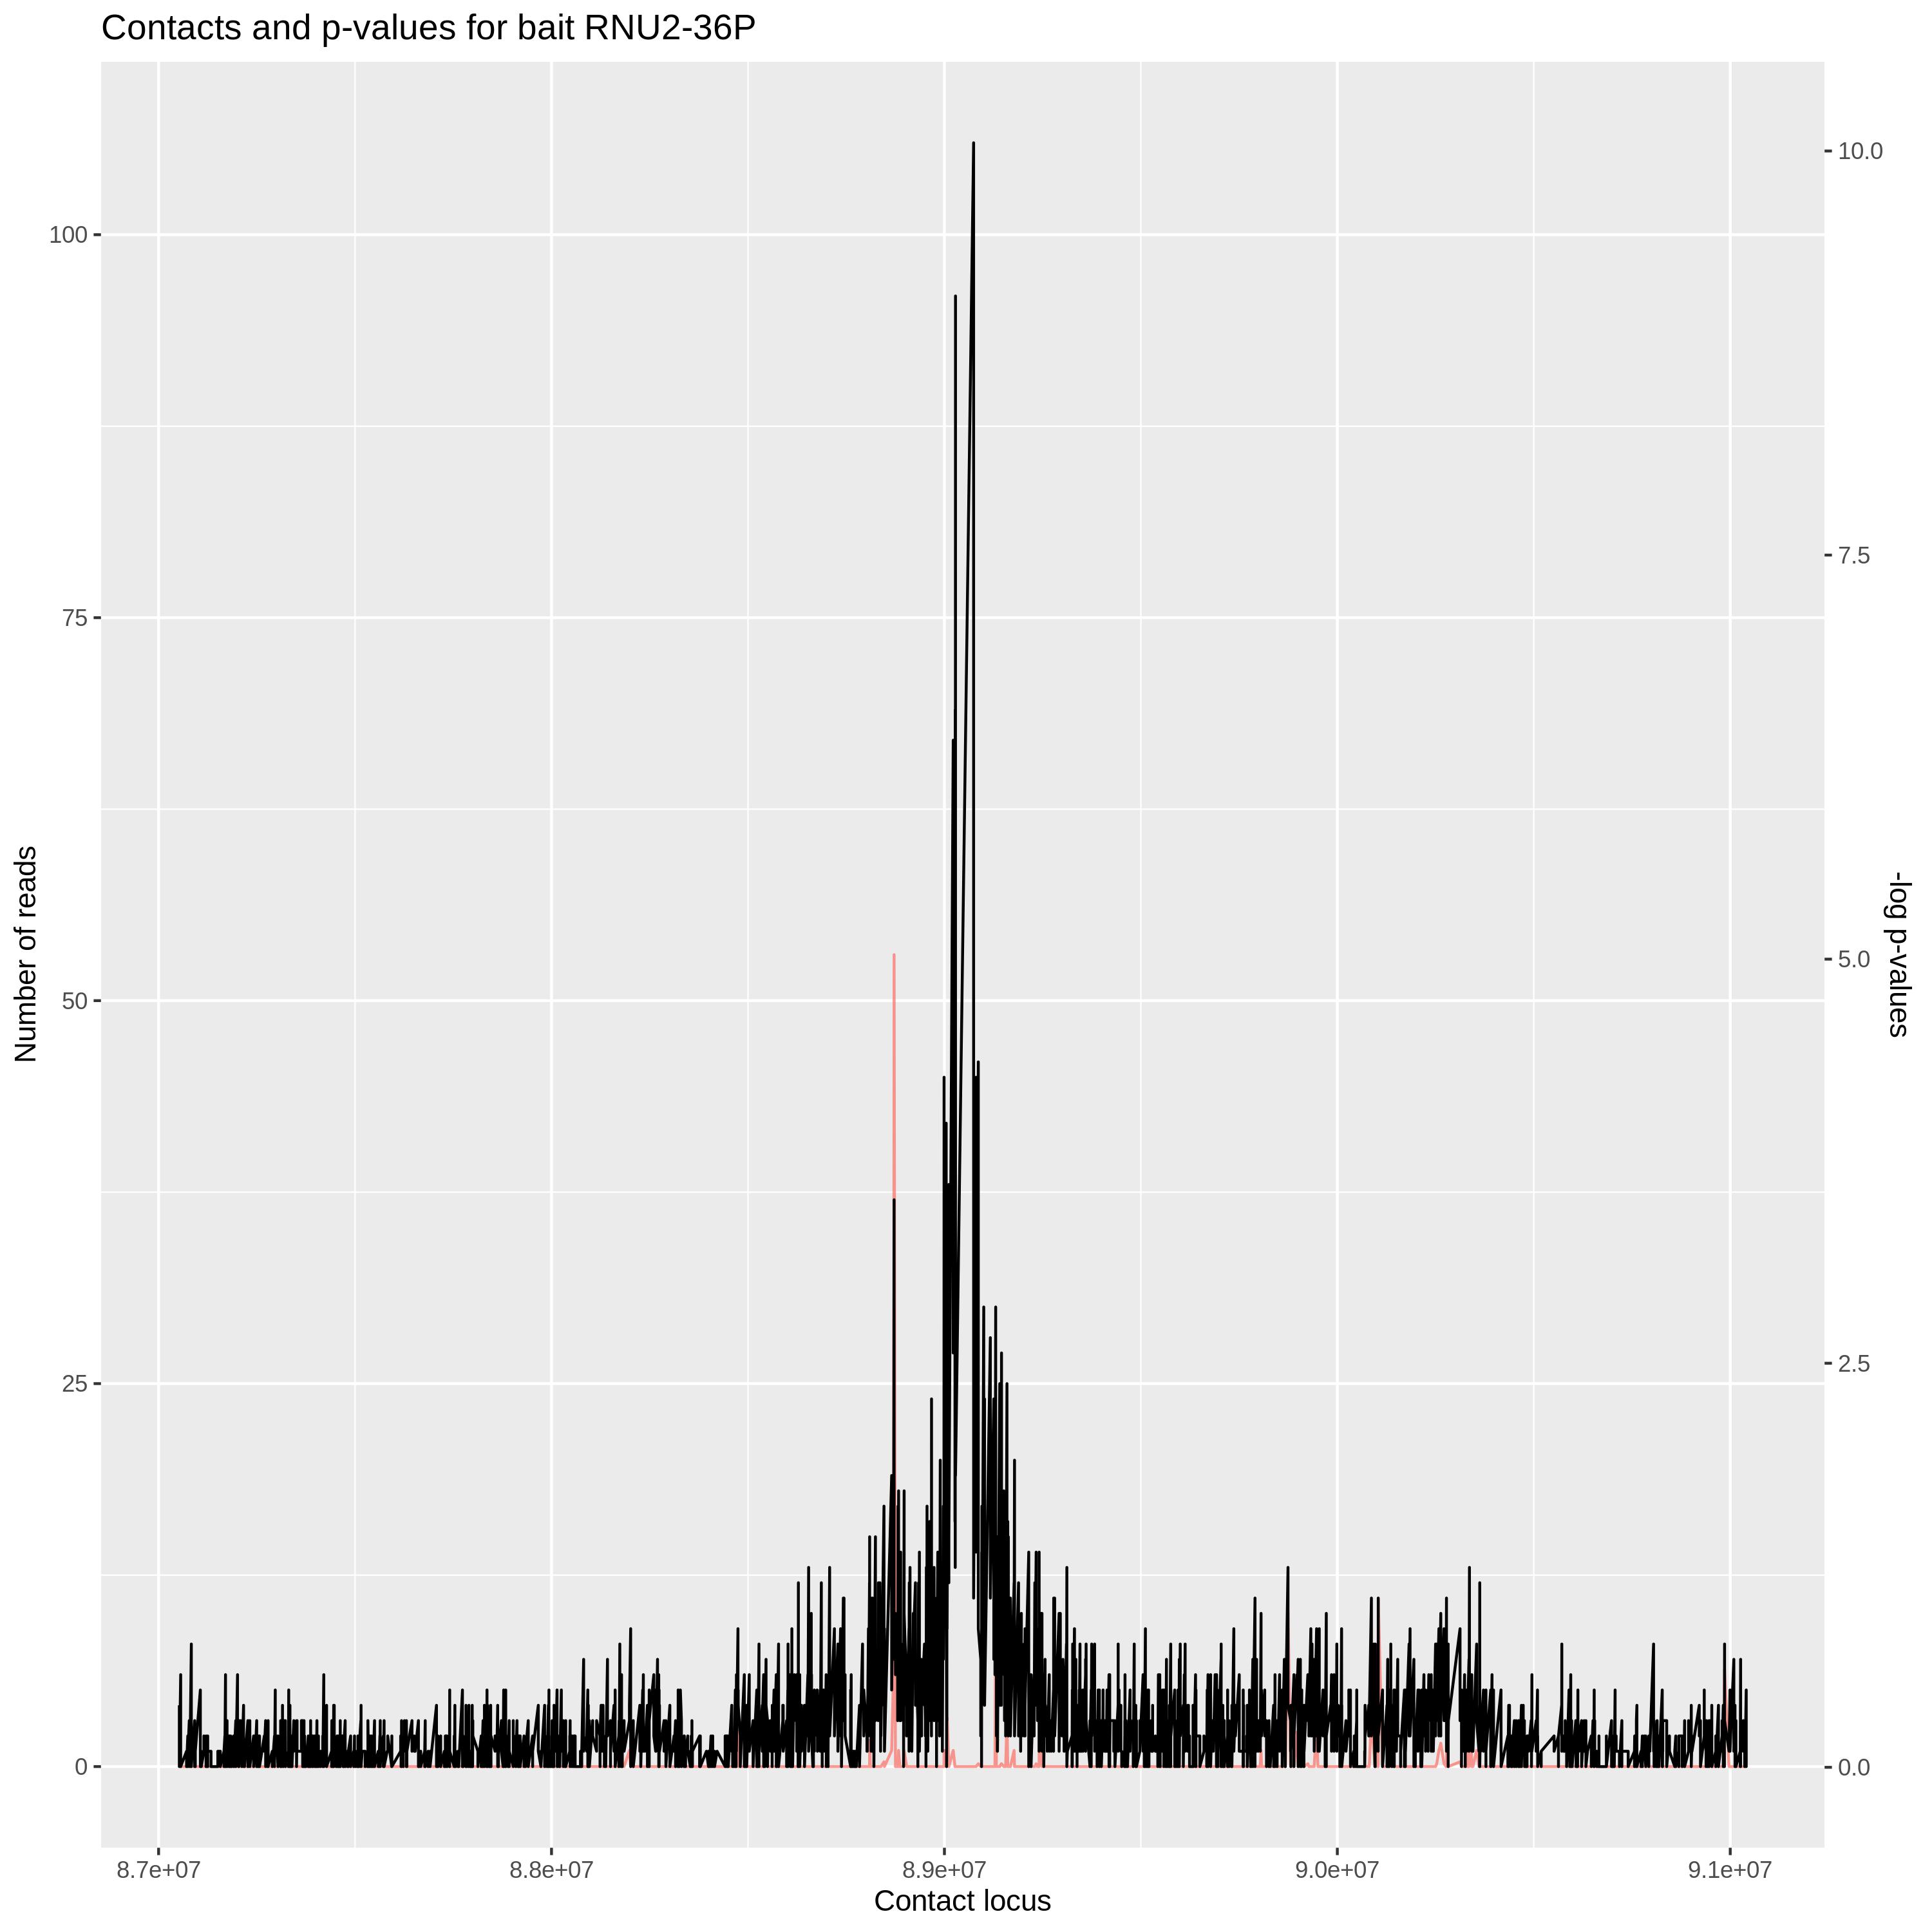 Contacts and p-values for bait RNU2-36P
100
75
50
25
0
Number of reads
10.0
7.5
5.0
2.5
0.0
-log p-values
8.7e+07
8.8e+07
8.9e+07
9.0e+07
9.1e+07
Contact locus